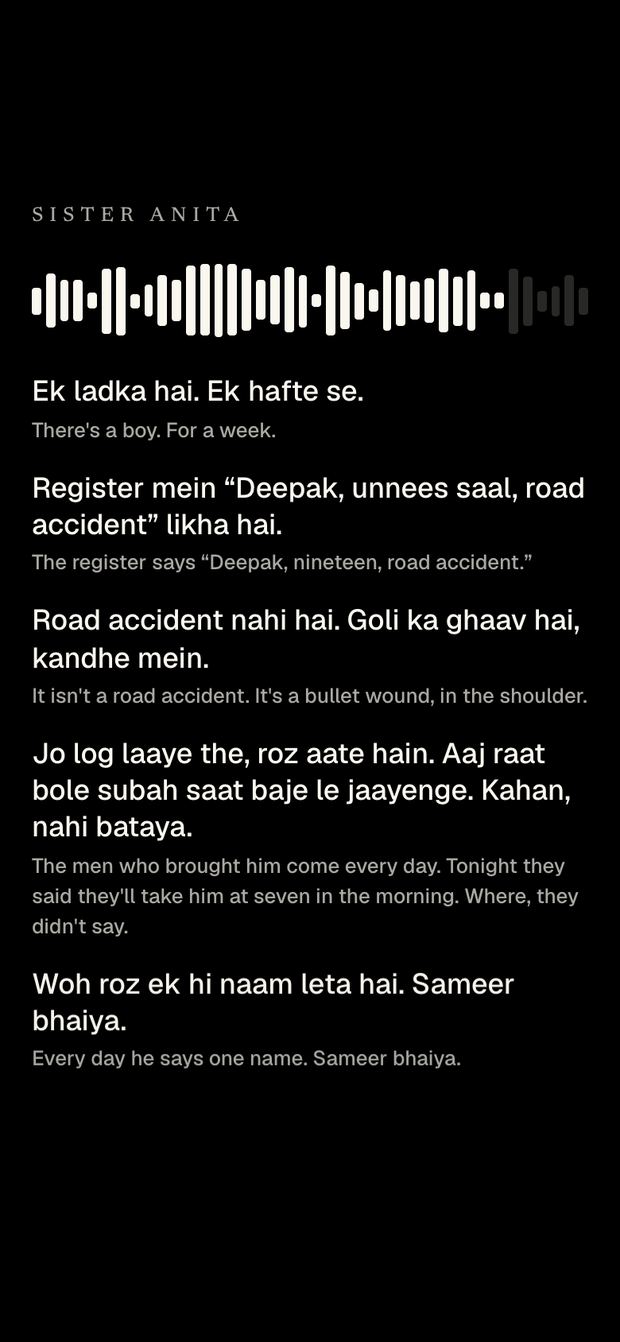 SISTER ANITA
Ek ladka hai. Ek hafte se.
There's a boy. For a week.
Register mein “Deepak, unnees saal, road
accident” likha hai.
The register says “Deepak, nineteen, road accident.”
Road accident nahi hai. Goli ka ghaav hai,
kandhe mein.
It isn't a road accident. It's a bullet wound, in the shoulder.
Jo log laaye the, roz aate hain. Aaj raat
bole subah saat baje le jaayenge. Kahan,
nahi bataya.
The men who brought him come every day. Tonight they
said they'll take him at seven in the morning. Where, they
didn't say.
Woh roz ek hi naam leta hai. Sameer
bhaiya.
Every day he says one name. Sameer bhaiya.